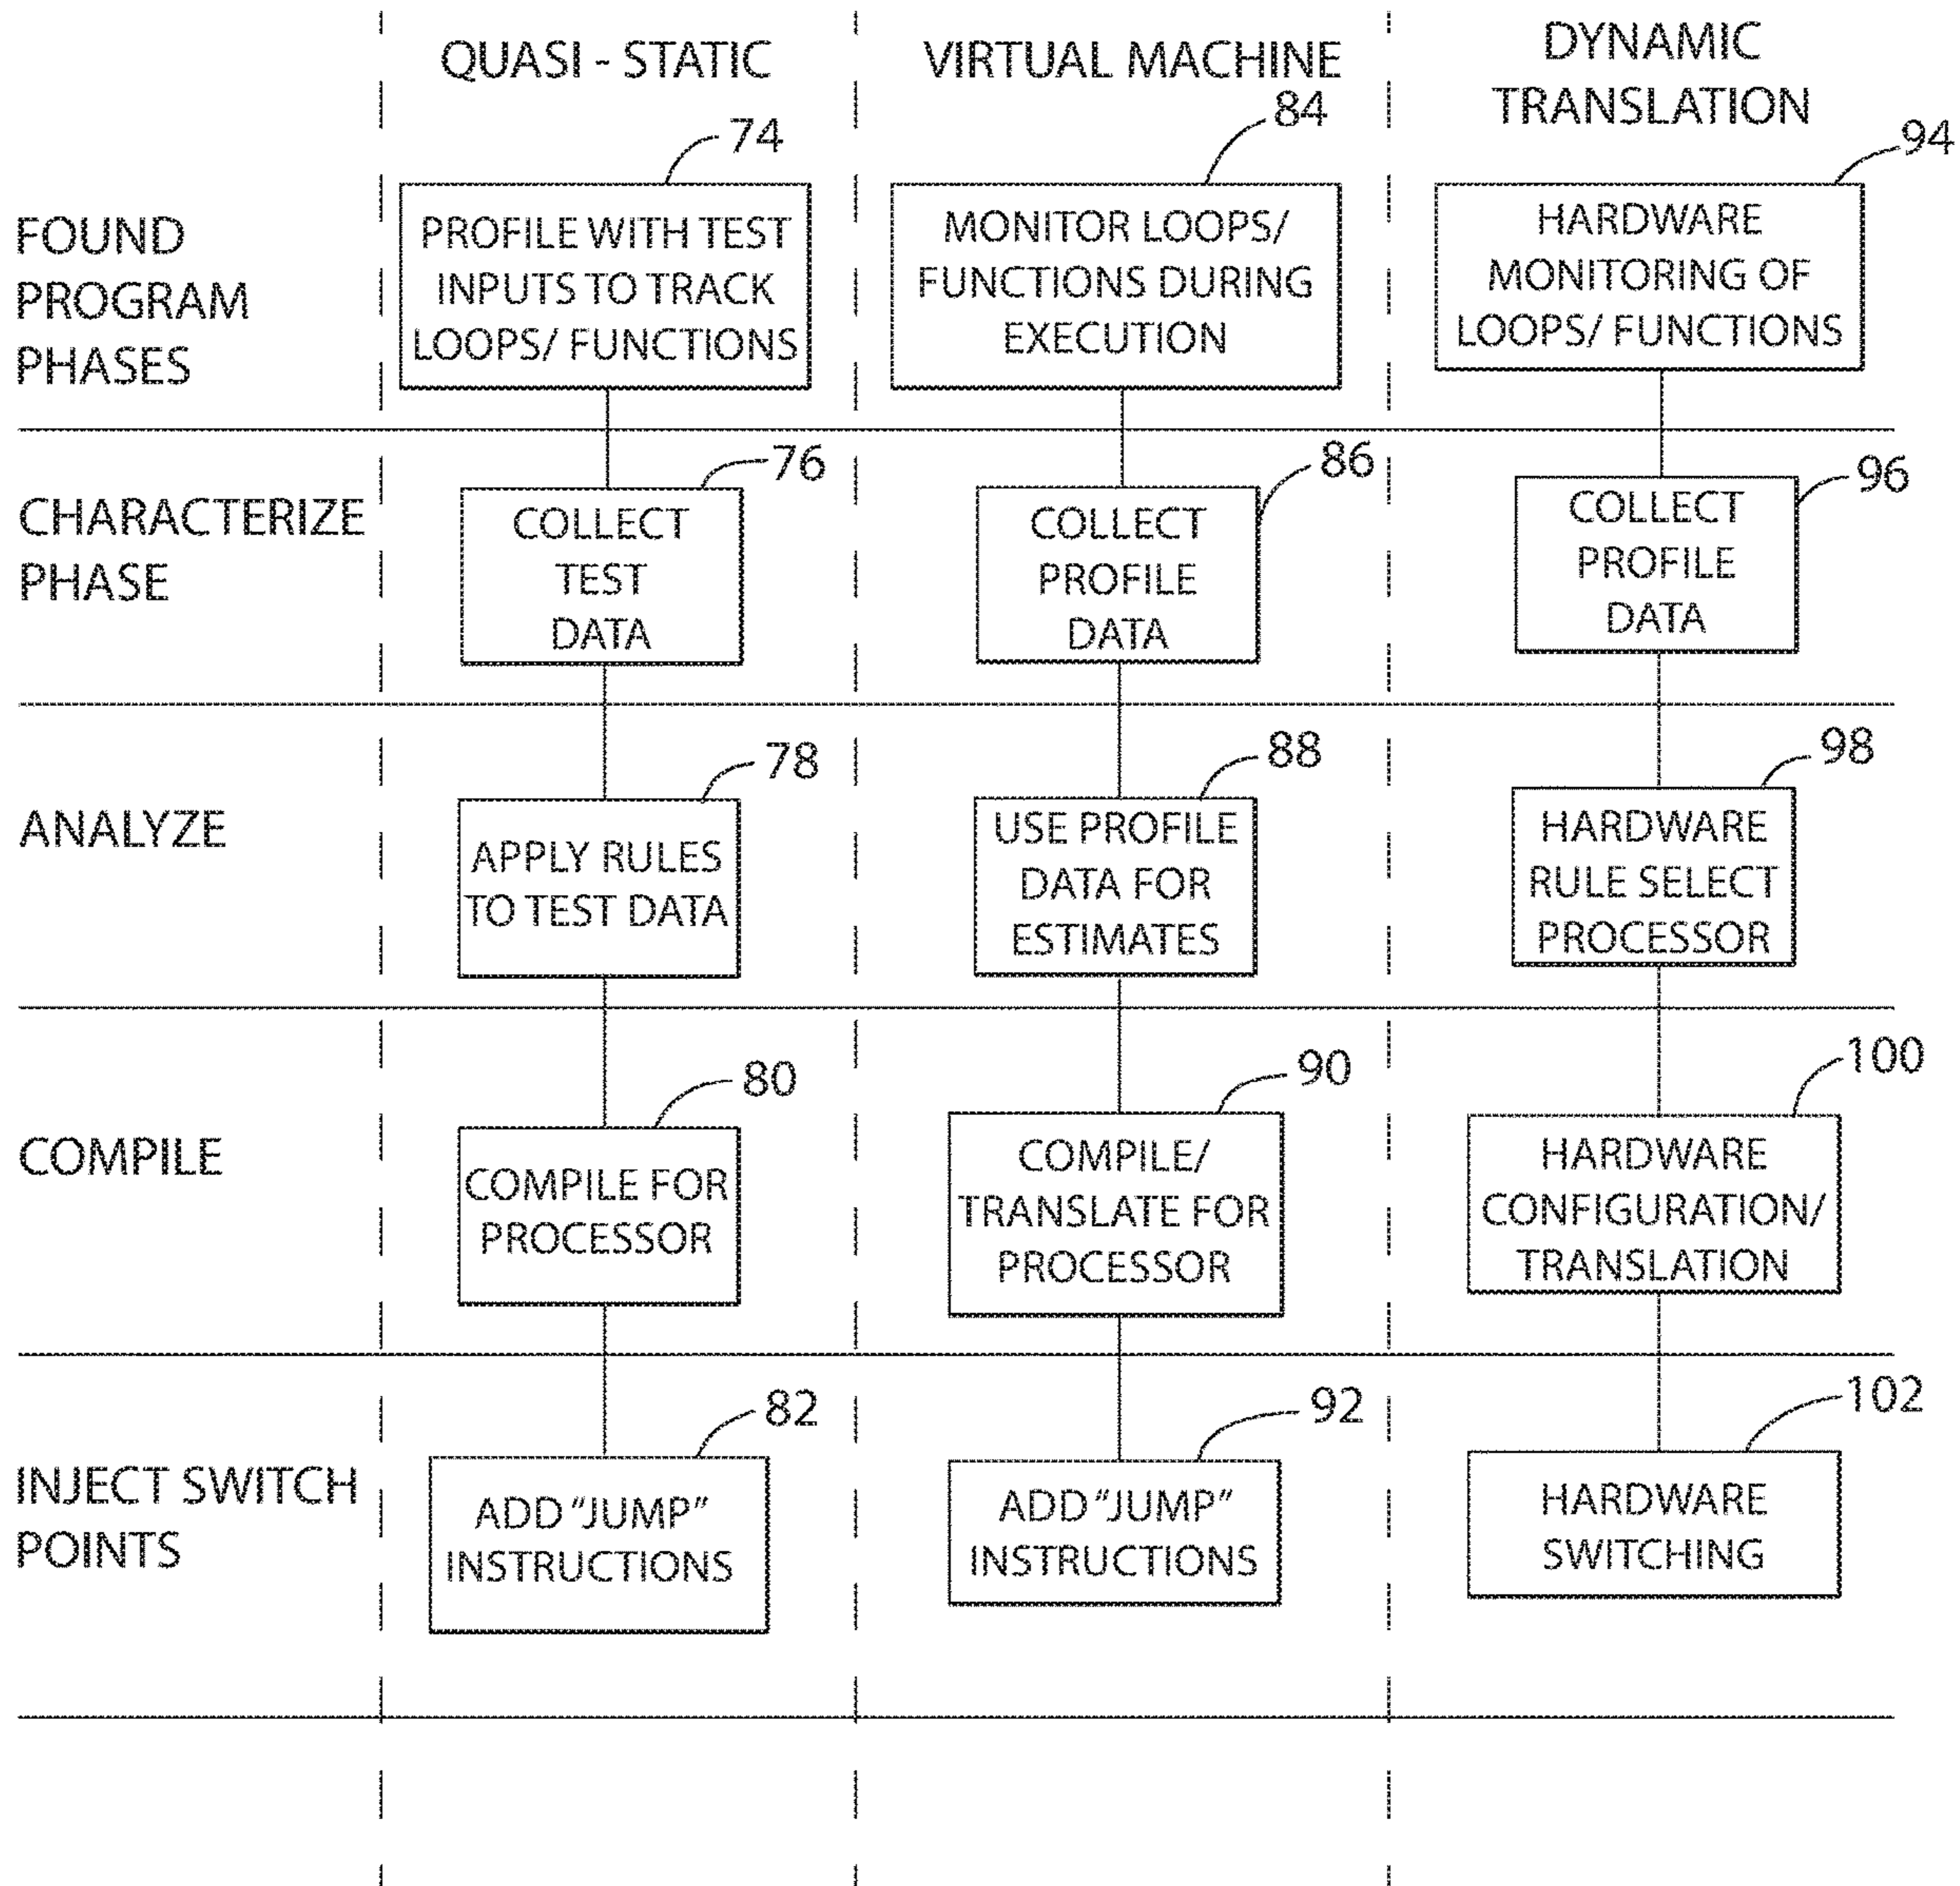 QUASI - STATIC
VIRTUAL MACHINE
DYNAMIC
TRANSLATION
FOUND
PROGRAM
PHASES
74
PROFILE WITH TEST
INPUTS TO TRACK
LOOPS/ FUNCTIONS
84
MONITOR LOOPS/
FUNCTIONS DURING
EXECUTION
94
HARDWARE
MONITORING OF
LOOPS/ FUNCTIONS
CHARACTERIZE
PHASE
76
COLLECT
TEST
DATA
86
COLLECT
PROFILE
DATA
96
COLLECT
PROFILE
DATA
ANALYZE
78
APPLY RULES
TO TEST DATA
88
USE PROFILE
DATA FOR
ESTIMATES
98
HARDWARE
RULE SELECT
PROCESSOR
COMPILE
80
COMPILE FOR
PROCESSOR
90
COMPILE/
TRANSLATE FOR
PROCESSOR
100
HARDWARE
CONFIGURATION/
TRANSLATION
INJECT SWITCH
POINTS
82
ADD "JUMP"
INSTRUCTIONS
92
ADD "JUMP"
INSTRUCTIONS
102
HARDWARE
SWITCHING